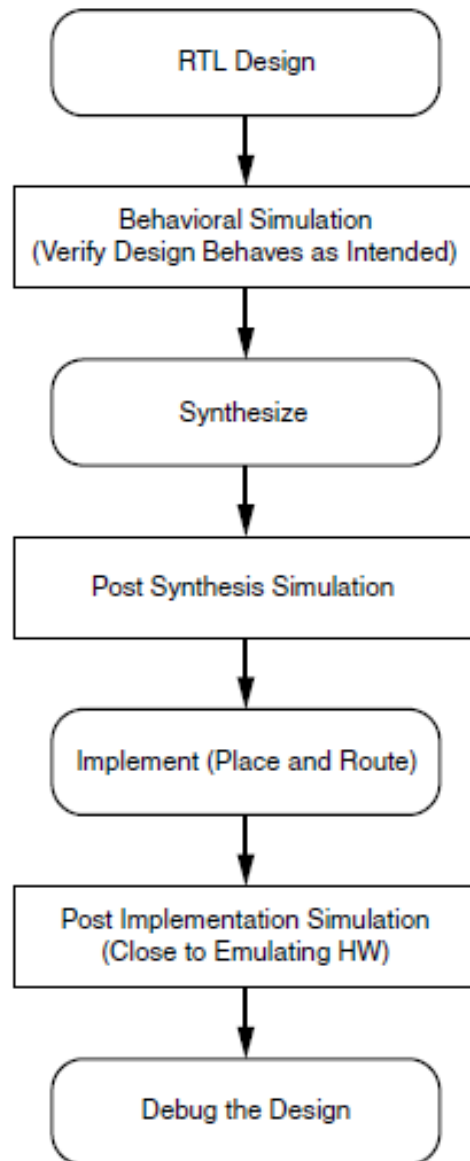 RTL Design
Behavioral Simulation
(Verify Design Behaves as Intended)
Synthesize
Post Synthesis Simulation
Implement (Place and Route)
Post Implementation Simulation
(Close to Emulating HW)
Debug the Design